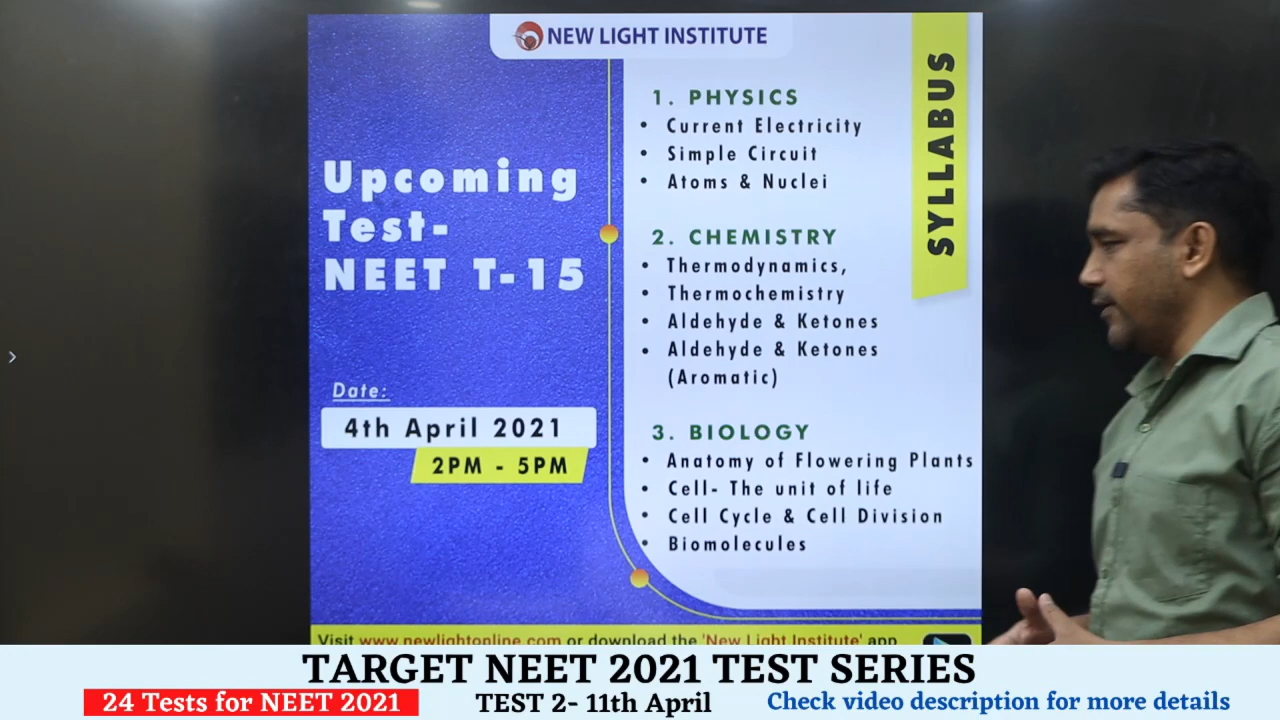 NEW LIGHT INSTITUTE
Upcoming
Test-
NEET T-15
Date:
4th April 2021
2PM - 5PM
SYLLABUS
1. PHYSICS
• Current Electricity
• Simple Circuit
• Atoms & Nuclei
2. CHEMISTRY
• Thermodynamics,
• Thermochemistry
• Aldehyde & Ketones
• Aldehyde & Ketones
(Aromatic)
3. BIOLOGY
• Anatomy of Flowering Plants
• Cell- The unit of life
• Cell Cycle & Cell Division
• Biomolecules
Visit www.newlightonline.com or download the 'New Light Institute' app
TARGET NEET 2021 TEST SERIES
24 Tests for NEET 2021
TEST 2- 11th April
Check video description for more details